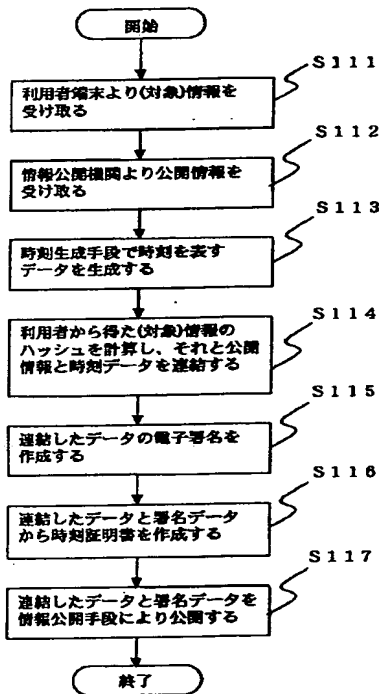 開始
S111
利用者端末より(対象)情報を
受け取る
S112
情報公開機関より公開情報を
受け取る
S113
時刻生成手段で時刻を表す
データを生成する
S114
利用者から得た(対象)情報の
ハッシュを計算し、それと公開
情報と時刻データを連結する
S115
連結したデータの電子署名を
作成する
S116
連結したデータと署名データ
から時刻証明書を作成する
S117
連結したデータと署名データを
情報公開手段により公開する
終了